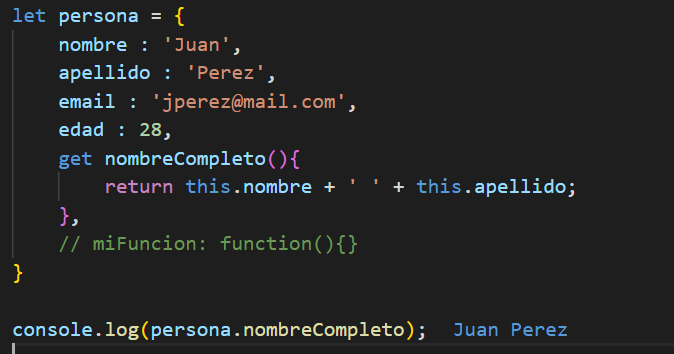 let persona = {
    nombre : 'Juan',
    apellido : 'Perez',
    email : 'jperez@mail.com',
    edad : 28,
    get nombreCompleto(){
        return this.nombre + ' ' + this.apellido;
    },
    // miFuncion: function(){}
}
console.log(persona.nombreCompleto);  Juan Perez